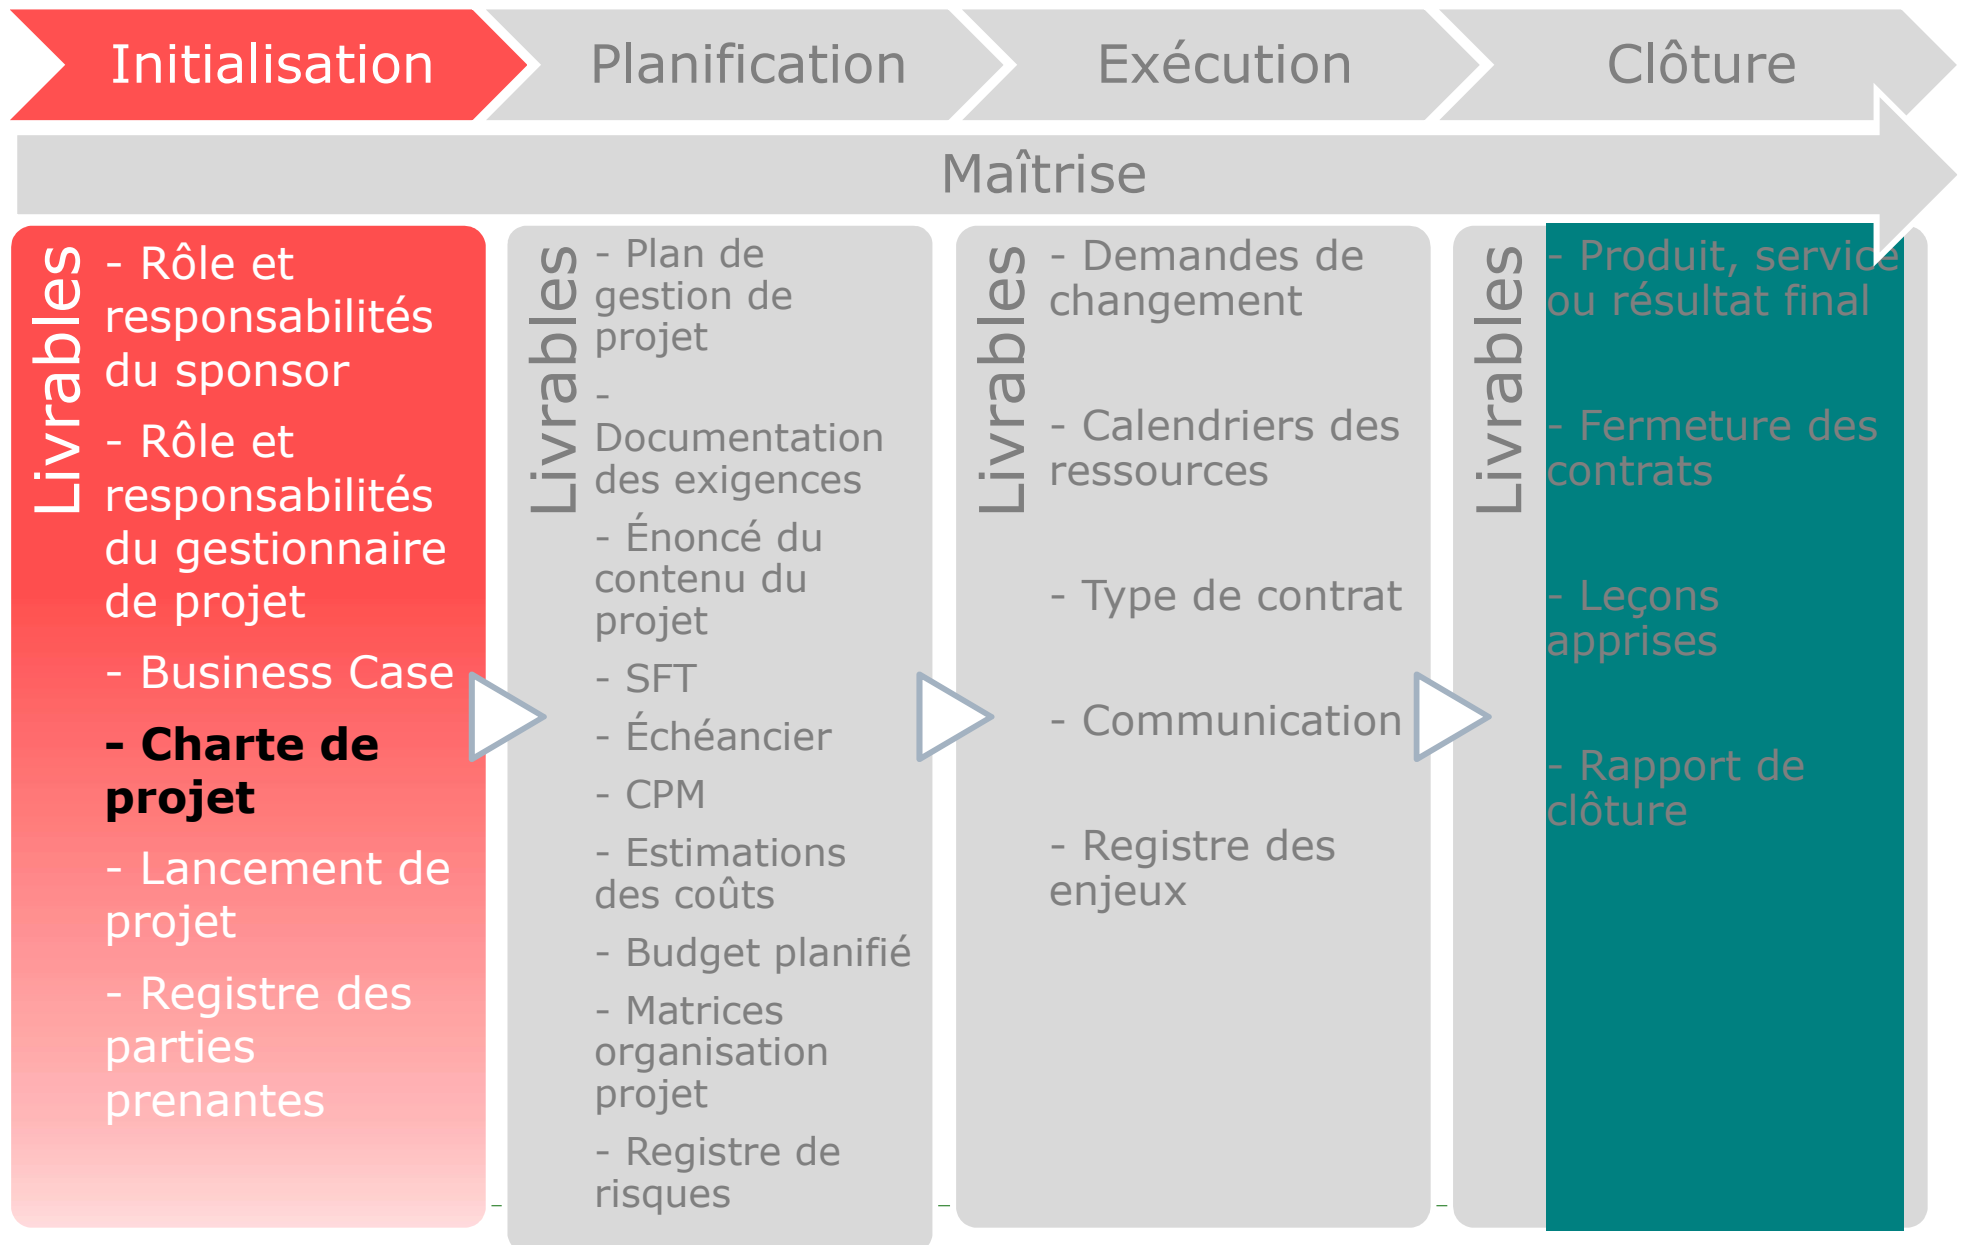 Initialisation
Planification
Exécution
Clôture
Maîtrise
Livrables
- Rôle et
responsabilités
du sponsor
- Rôle et
responsabilités
du gestionnaire
de projet
- Business Case
- Charte de
projet
- Lancement de
projet
- Registre des
parties
prenantes
Livrables
- Plan de
gestion de
projet
-
Documentation
des exigences
- Énoncé du
contenu du
projet
- SFT
- Échéancier
- CPM
- Estimations
des coûts
- Budget planifié
- Matrices
organisation
projet
- Registre de
risques
Livrables
- Demandes de
changement
- Calendriers des
ressources
- Type de contrat
- Communication
- Registre des
enjeux
Livrables
- Produit, service
ou résultat final
- Fermeture des
contrats
- Leçons
apprises
- Rapport de
clôture